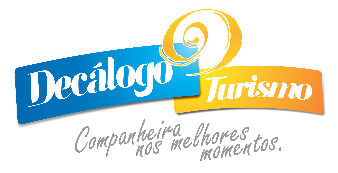 Decálogo
Turismo
Companheira
nos melhores
momentos.